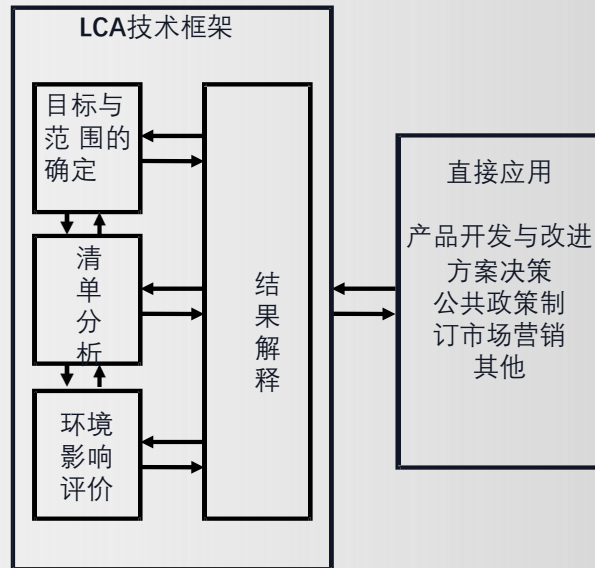 LCA技术框架
目标与
范 围的
确定
清
单
分
析
环境
影响
评价
结
果
解
释
直接应用
产品开发与改进
方案决策
公共政策制
订市场营销
其他